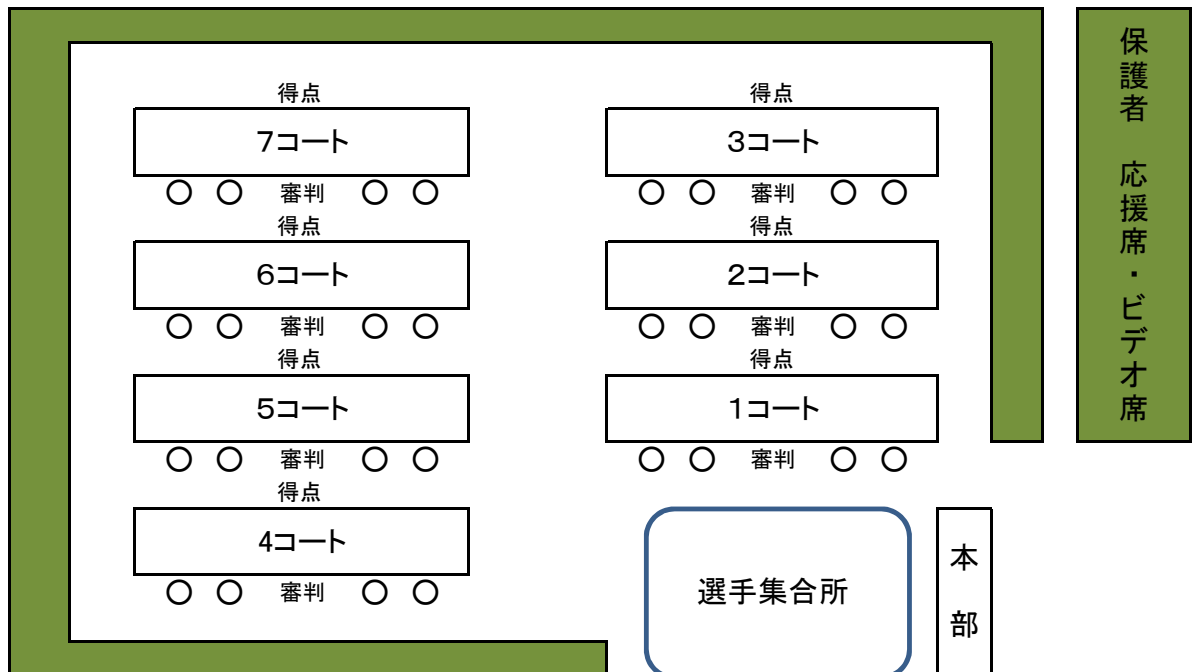 得点
7コート
○ ○ 審判 ○ ○
得点
6コート
○ ○ 審判 ○ ○
得点
5コート
○ ○ 審判 ○ ○
得点
4コート
○ ○ 審判 ○ ○
得点
3コート
○ ○ 審判 ○ ○
得点
2コート
○ ○ 審判 ○ ○
得点
1コート
○ ○ 審判 ○ ○
選手集合所
本部
保護者 応援席・ビデオ席